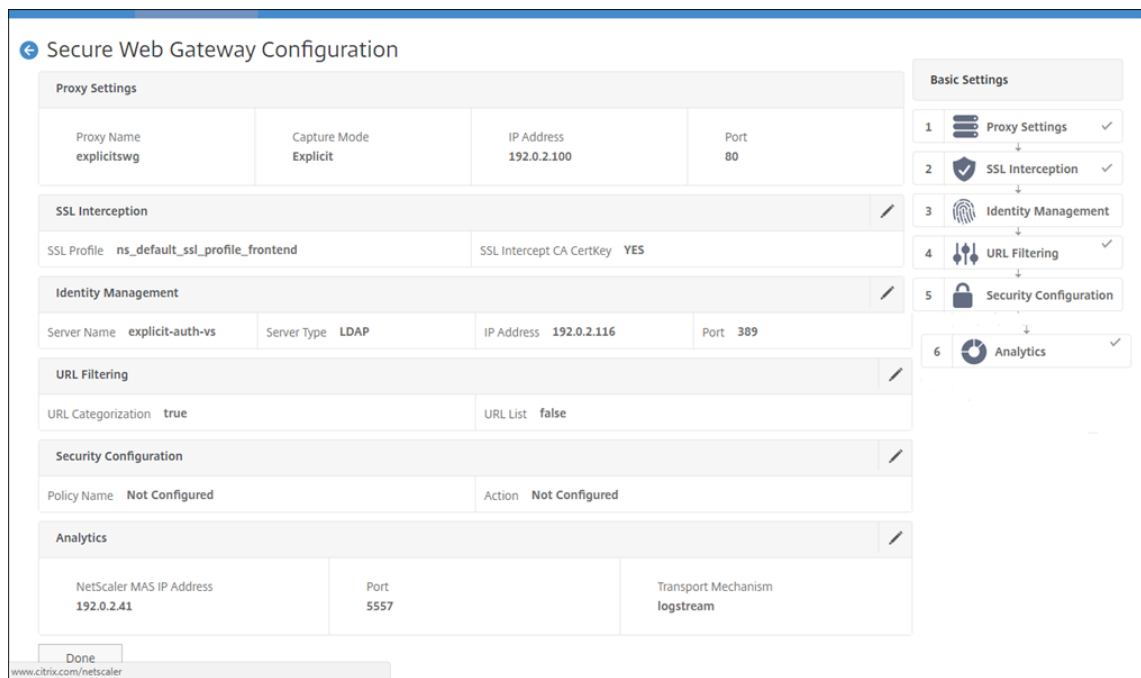 Secure Web Gateway Configuration
Proxy Settings
Proxy Name
explicitswg
Capture Mode
Explicit
IP Address
192.0.2.100
Port
80
SSL Interception
SSL Profile ns_default_ssl_profile_frontend
SSL Intercept CA CertKey YES
Identity Management
Server Name explicit-auth-vs
Server Type LDAP
IP Address 192.0.2.116
Port 389
URL Filtering
URL Categorization true
URL List false
Security Configuration
Policy Name Not Configured
Action Not Configured
Analytics
NetScaler MAS IP Address
192.0.2.41
Port
5557
Transport Mechanism
logstream
Done
www.citrix.com/netscaler
Basic Settings
1 Proxy Settings
2 SSL Interception
3 Identity Management
4 URL Filtering
5 Security Configuration
6 Analytics